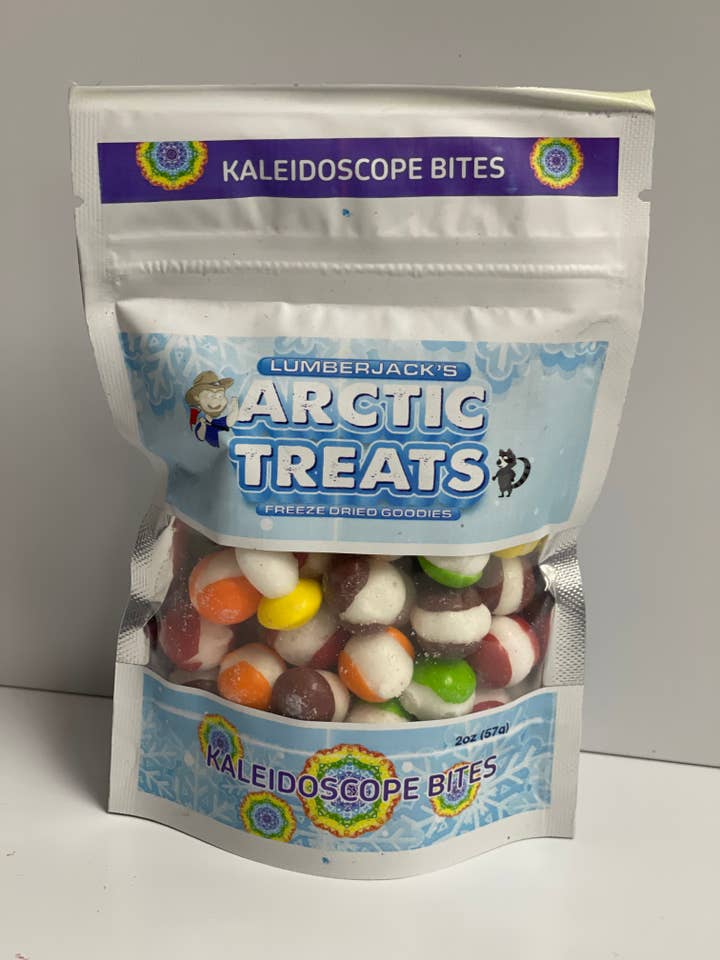 KALEIDOSCOPE BITES
LUMBERJACK'S
ARCTIC
TREATS
FREEZE DRIED GOODIES
2oz (57g)
KALEIDOSCOPE BITES